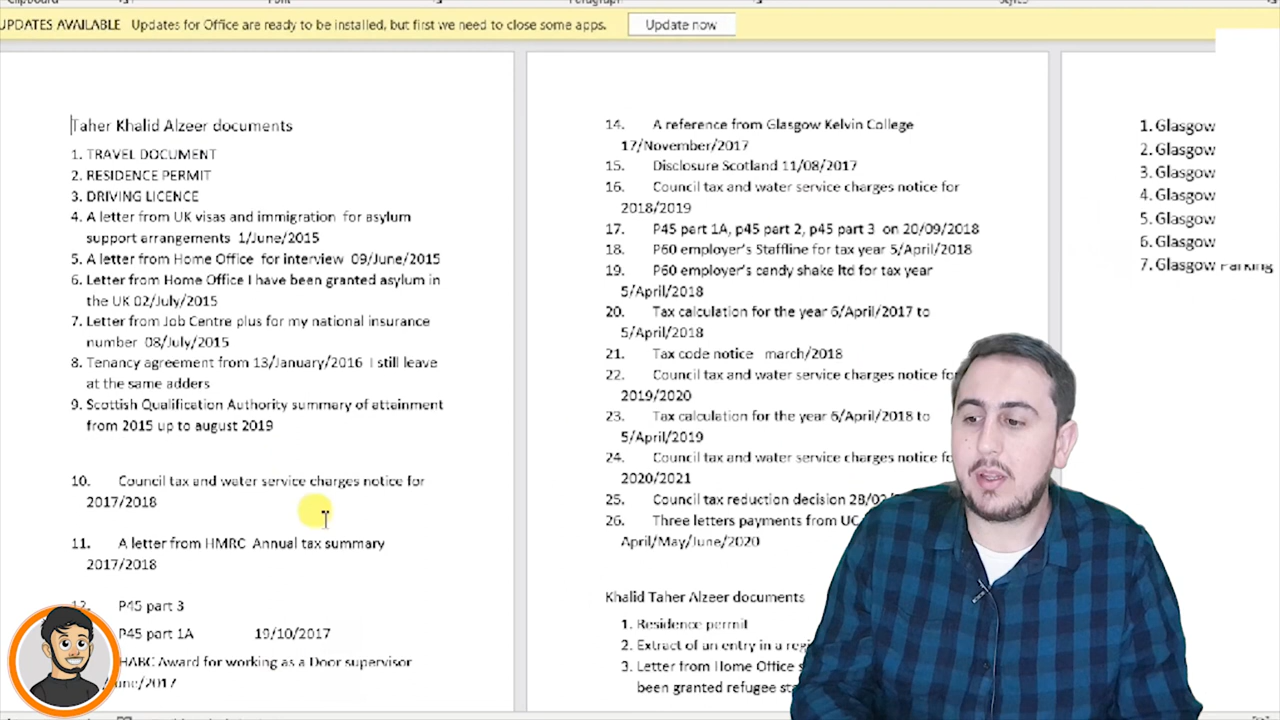 Clipboard
Font
Paragraph
Styles
UPDATES AVAILABLE Updates for Office are ready to be installed, but first we need to close some apps. Update now
Taher Khalid Alzeer documents
1. TRAVEL DOCUMENT
2. RESIDENCE PERMIT
3. DRIVING LICENCE
4. A letter from UK visas and immigration for asylum
support arrangements 1/June/2015
5. A letter from Home Office for interview 09/June/2015
6. Letter from Home Office I have been granted asylum in
the UK 02/July/2015
7. Letter from Job Centre plus for my national insurance
number 08/July/2015
8. Tenancy agreement from 13/January/2016 I still leave
at the same adders
9. Scottish Qualification Authority summary of attainment
from 2015 up to august 2019
10. Council tax and water service charges notice for
2017/2018
11. A letter from HMRC Annual tax summary
2017/2018
12. P45 part 3
P45 part 1A 19/10/2017
HABC Award for working as a Door supervisor
/2017
14. A reference from Glasgow Kelvin College
17/November/2017
15. Disclosure Scotland 11/08/2017
16. Council tax and water service charges notice for
2018/2019
17. P45 part 1A, p45 part 2, p45 part 3 on 20/09/2018
18. P60 employer's Staffline for tax year 5/April/2018
19. P60 employer's candy shake ltd for tax year
5/April/2018
20. Tax calculation for the year 6/April/2017 to
5/April/2018
21. Tax code notice march/2018
22. Council tax and water service charges notice for
2019/2020
23. Tax calculation for the year 6/April/2018 to
5/April/2019
24. Council tax and water service charges notice
2020/2021
25. Council tax reduction decision 28/02/
26. Three letters payments from UC
April/May/June/2020
Khalid Taher Alzeer documents
1. Residence permit
2. Extract of an entry in a
3. Letter from Home Office
been granted refugee
1. Glasgow
2. Glasgow
3. Glasgow
4. Glasgow
5. Glasgow
6. Glasgow
7. Glasgow Parking